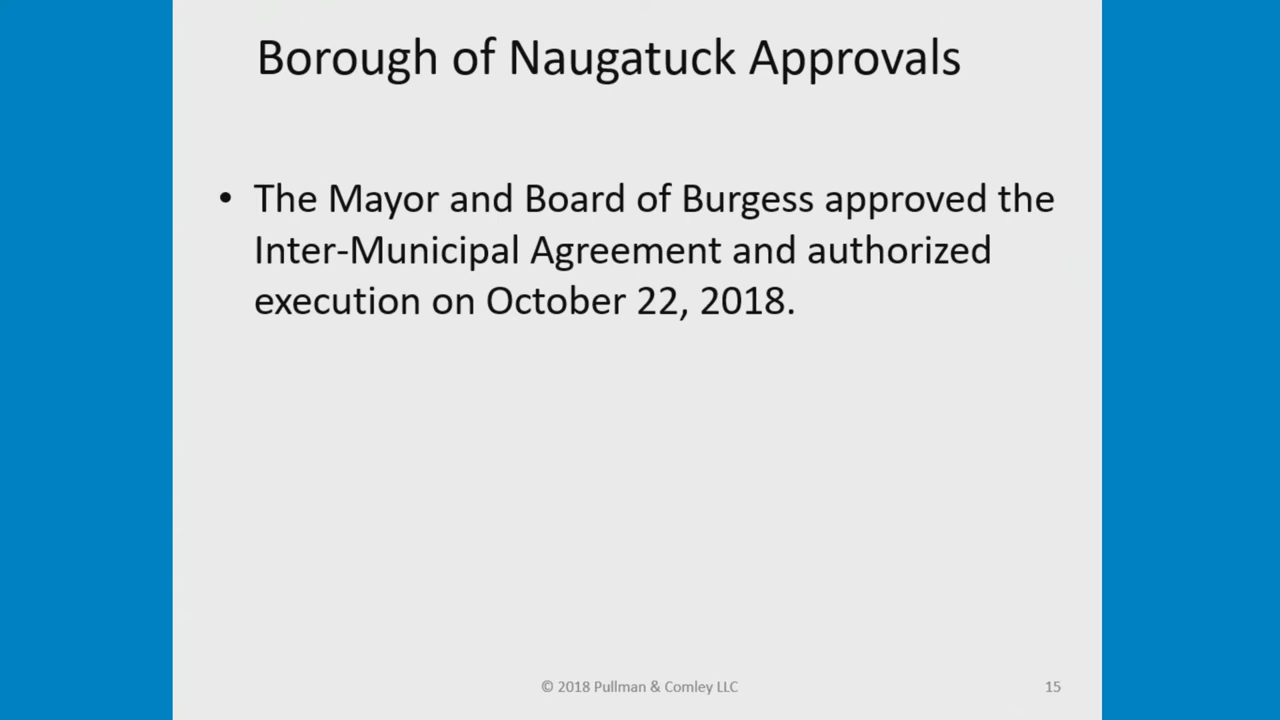 Borough of Naugatuck Approvals
• The Mayor and Board of Burgess approved the
Inter-Municipal Agreement and authorized
execution on October 22, 2018.
© 2018 Pullman & Comley LLC
15